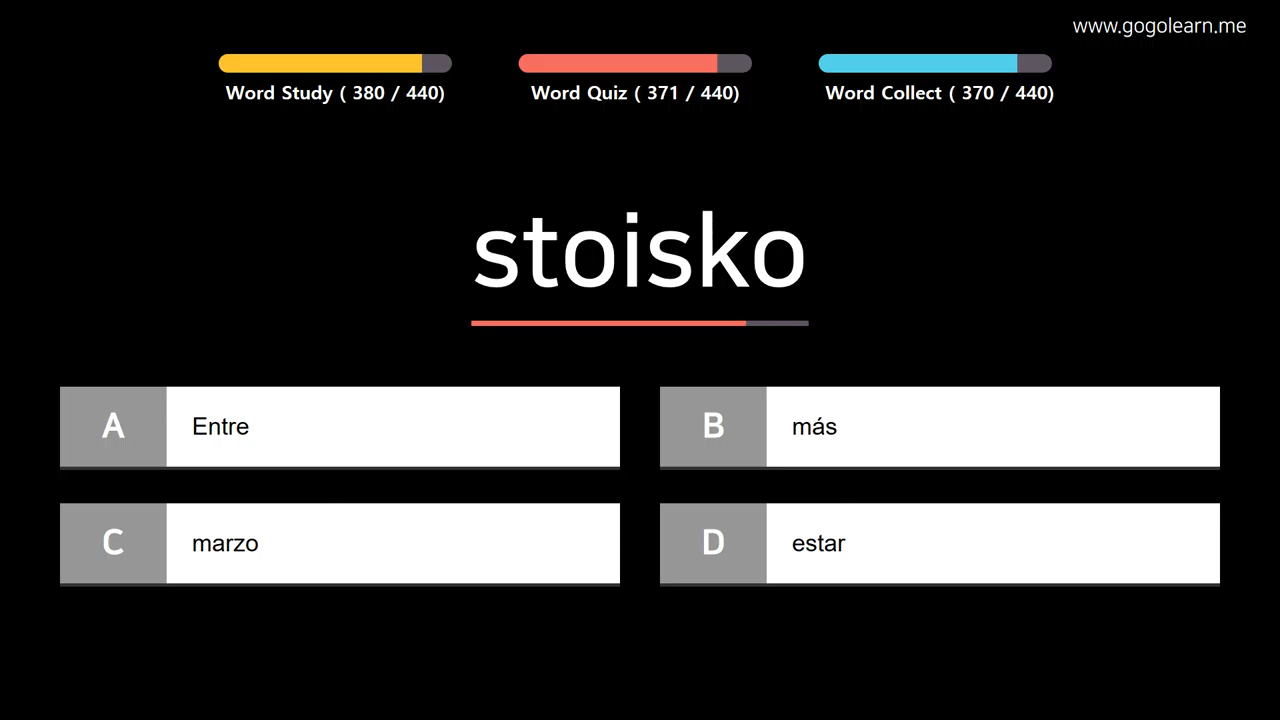 www.gogolearn.me
Word Study ( 380 / 440)
Word Quiz ( 371 / 440)
Word Collect ( 370 / 440)
stoisko
A Entre
B más
C marzo
D estar